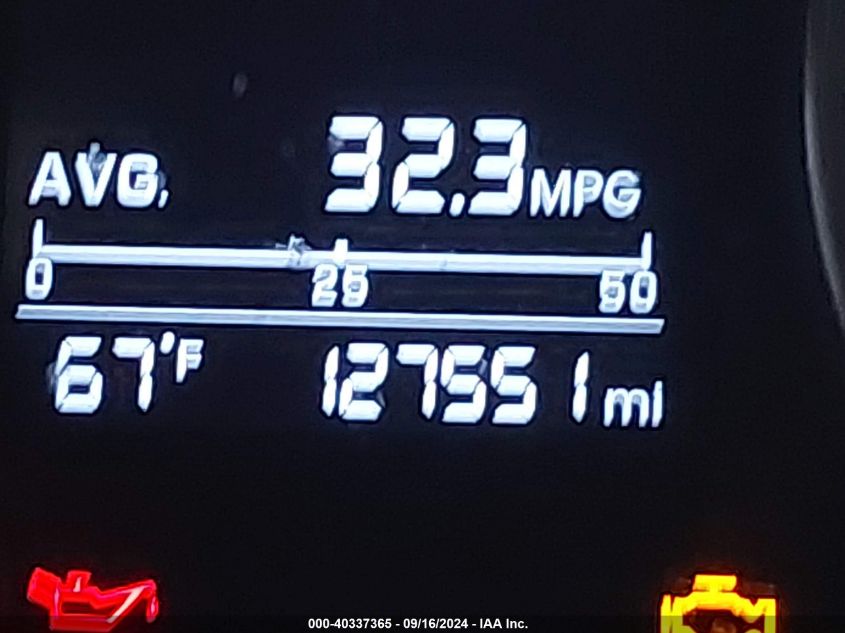 AVG. 32.3 MPG
0 25 50
67°F 127551 mi
000-40337365 - 09/16/2024 - IAA Inc.